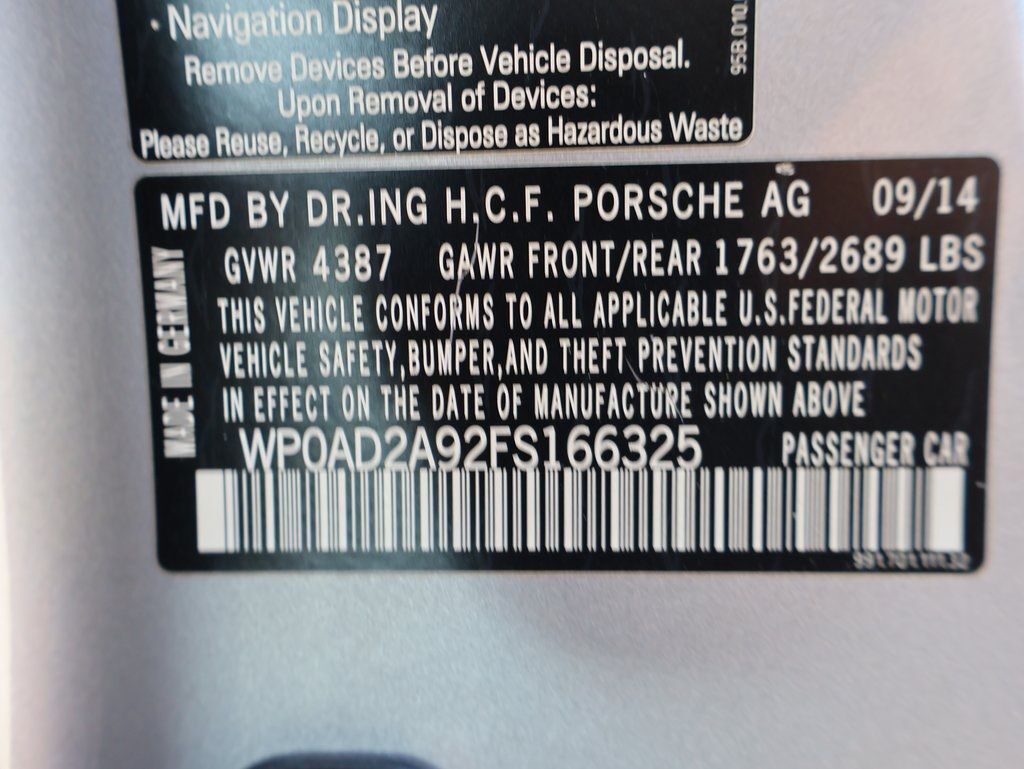 • Navigation Display
Remove Devices Before Vehicle Disposal.
Upon Removal of Devices:
Please Reuse, Recycle, or Dispose as Hazardous Waste
95B.010.
MFD BY DR.ING H.C.F. PORSCHE AG 09/14
GVWR 4387 GAWR FRONT/REAR 1763/2689 LBS
THIS VEHICLE CONFORMS TO ALL APPLICABLE U.S.FEDERAL MOTOR
VEHICLE SAFETY,BUMPER,AND THEFT PREVENTION STANDARDS
IN EFFECT ON THE DATE OF MANUFACTURE SHOWN ABOVE
WP0AD2A92FS166325 PASSENGER CAR
MADE IN GERMANY